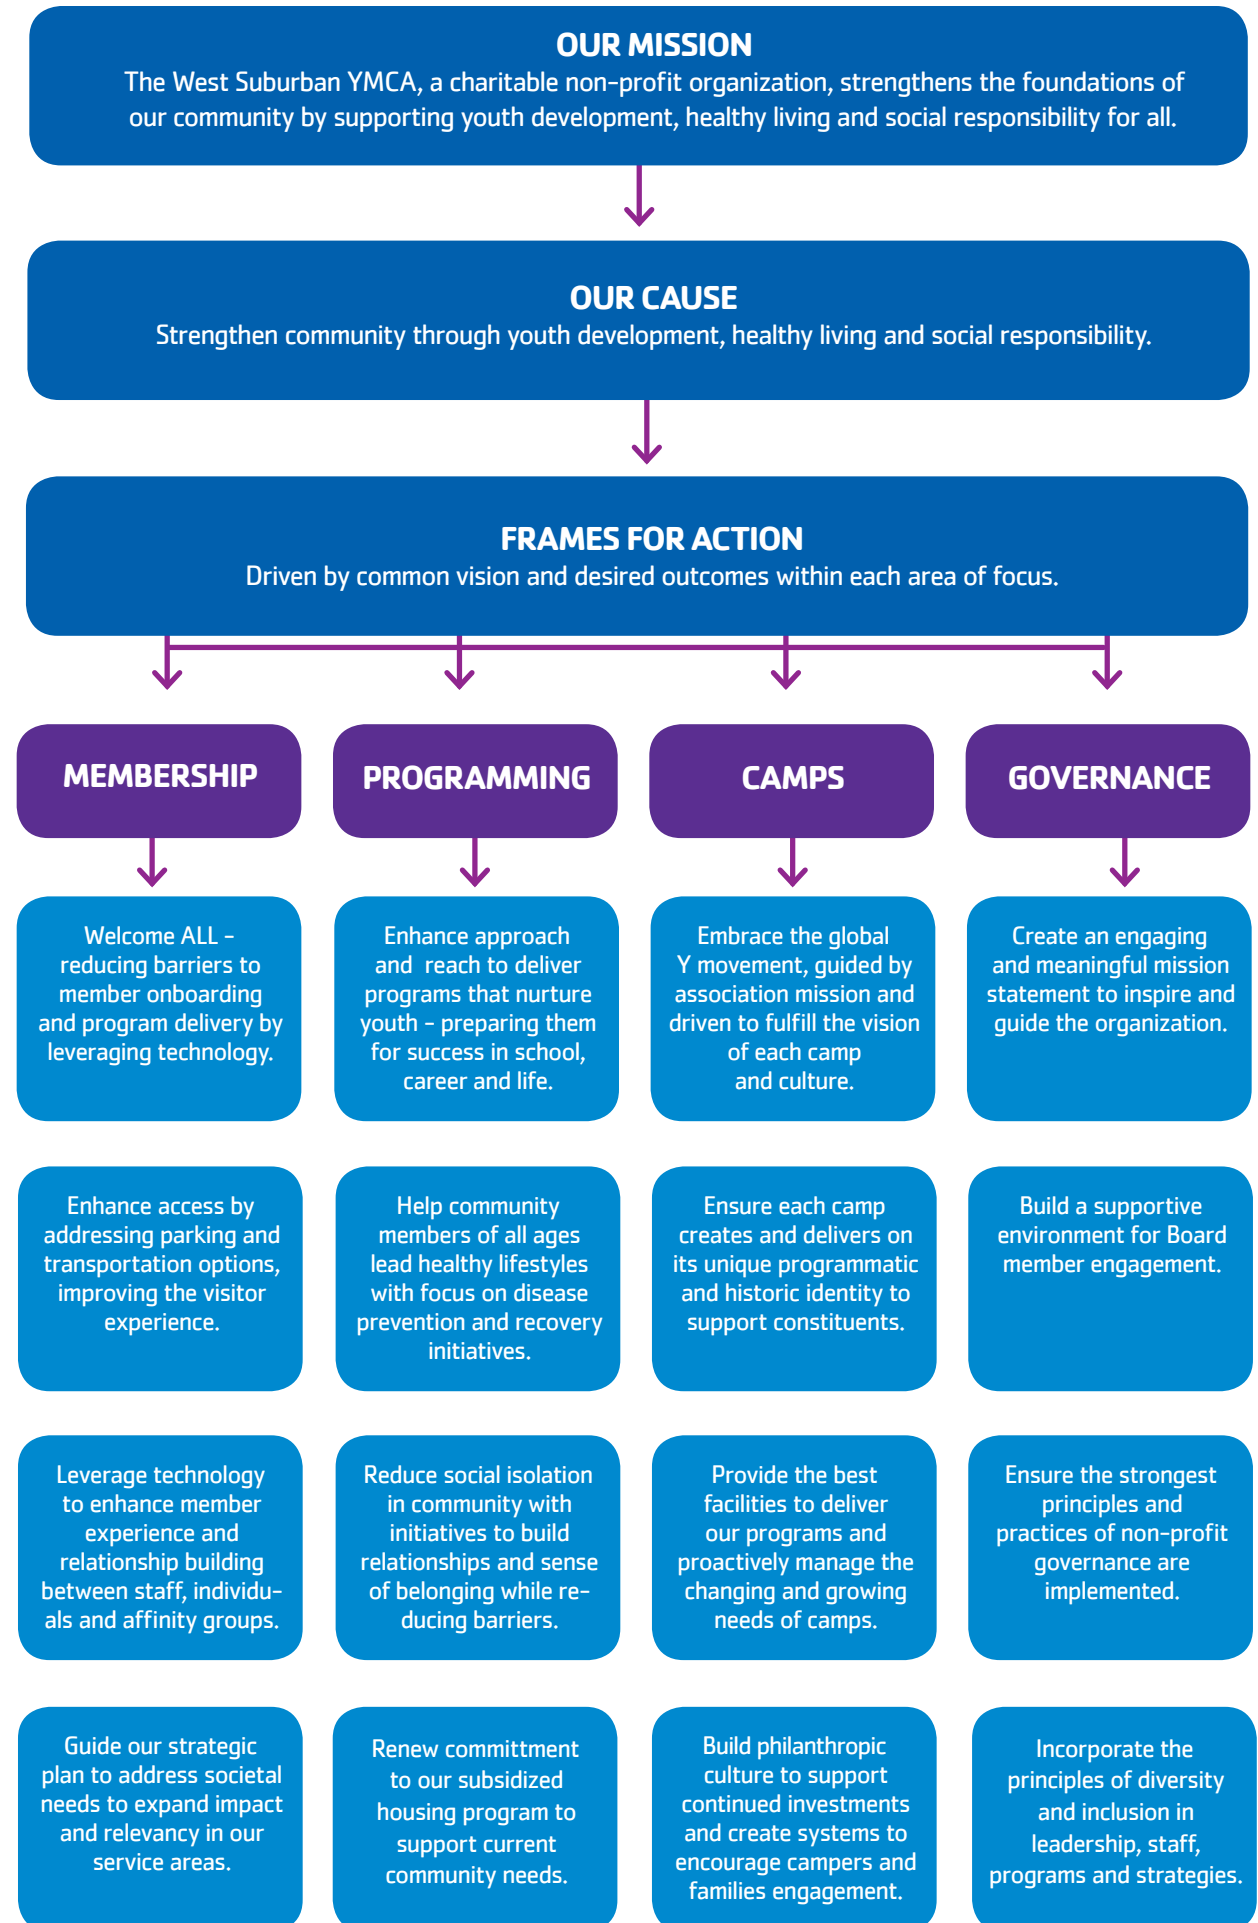 OUR MISSION
The West Suburban YMCA, a charitable non-profit organization, strengthens the foundations of
our community by supporting youth development, healthy living and social responsibility for all.
OUR CAUSE
Strengthen community through youth development, healthy living and social responsibility.
FRAMES FOR ACTION
Driven by common vision and desired outcomes within each area of focus.
MEMBERSHIP
PROGRAMMING
CAMPS
GOVERNANCE
Welcome ALL -
reducing barriers to
member onboarding
and program delivery by
leveraging technology.
Enhance approach
and reach to deliver
programs that nurture
youth - preparing them
for success in school,
career and life.
Embrace the global
Y movement, guided by
association mission and
driven to fulfill the vision
of each camp
and culture.
Create an engaging
and meaningful mission
statement to inspire and
guide the organization.
Enhance access by
addressing parking and
transportation options,
improving the visitor
experience.
Help community
members of all ages
lead healthy lifestyles
with focus on disease
prevention and recovery
initiatives.
Ensure each camp
creates and delivers on
its unique programmatic
and historic identity to
support constituents.
Build a supportive
environment for Board
member engagement.
Leverage technology
to enhance member
experience and
relationship building
between staff, individu-
als and affinity groups.
Reduce social isolation
in community with
initiatives to build
relationships and sense
of belonging while re-
ducing barriers.
Provide the best
facilities to deliver
our programs and
proactively manage the
changing and growing
needs of camps.
Ensure the strongest
principles and
practices of non-profit
governance are
implemented.
Guide our strategic
plan to address societal
needs to expand impact
and relevancy in our
service areas.
Renew committment
to our subsidized
housing program to
support current
community needs.
Build philanthropic
culture to support
continued investments
and create systems to
encourage campers and
families engagement.
Incorporate the
principles of diversity
and inclusion in
leadership, staff,
programs and strategies.